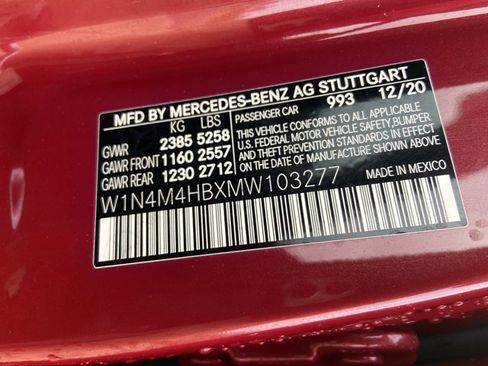 MFD BY MERCEDES-BENZ AG STUTTGART
KG LBS
GVWR 2385 5258
GAWR FRONT 1160 2557
GAWR REAR 1230 2712
PASSENGER CAR 993 12/20
THIS VEHICLE CONFORMS TO ALL APPLICABLE
U.S. FEDERAL MOTOR VEHICLE SAFETY,BUMPER
AND THEFT PREVENTION STANDARDS IN EFFECT
ON THE DATE OF MANUFACTURE SHOWN ABOVE.
W1N4M4HBXMW103277
MADE IN MEXICO